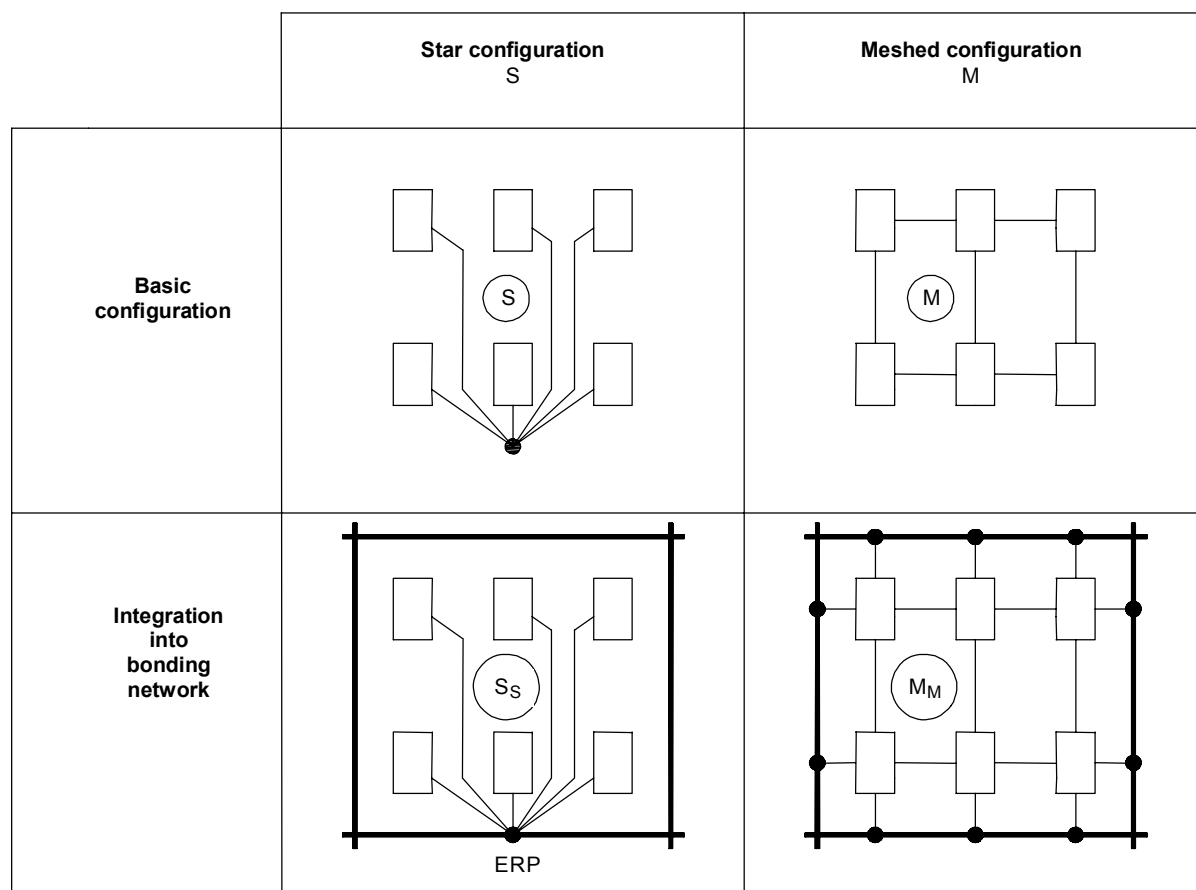 Star configuration
S
Meshed configuration
M
Basic
configuration
S
M
Integration
into
bonding
network
SS
MM
ERP